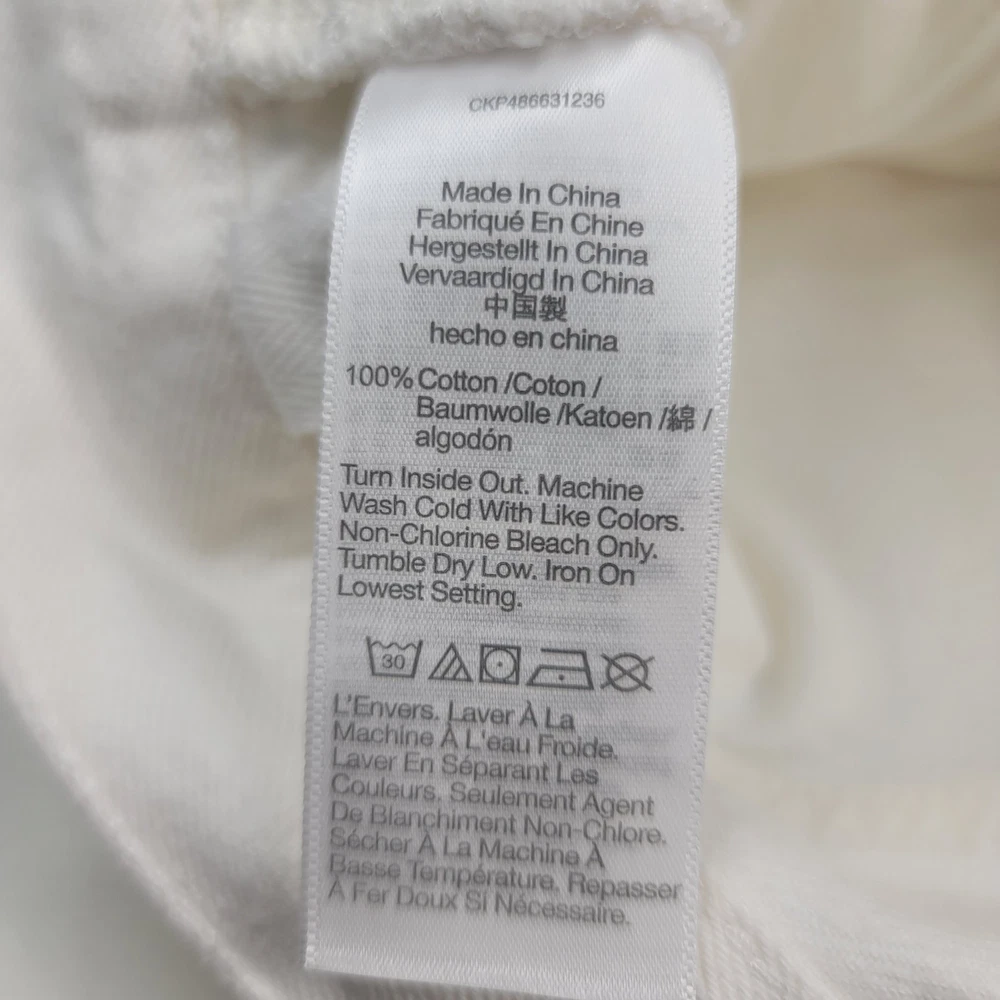 CKP486631236
Made In China
Fabriqué En Chine
Hergestellt In China
Vervaardigd In China
中国製
hecho en china
100% Cotton /Coton /
Baumwolle /Katoen /綿 /
algodón
Turn Inside Out. Machine
Wash Cold With Like Colors.
Non-Chlorine Bleach Only.
Tumble Dry Low. Iron On
Lowest Setting.
30
L'Envers. Laver À La
Machine À L'eau Froide.
Laver En Séparant Les
Couleurs. Seulement Agent
De Blanchiment Non-Chlore.
Sécher À La Machine À
Basse Température. Repasser
À Fer Doux Si Nécessaire.